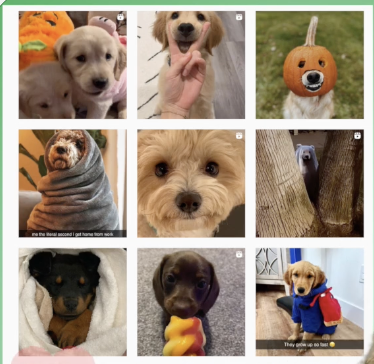 me the literal second I get home from work
They grow up so fast 🥹